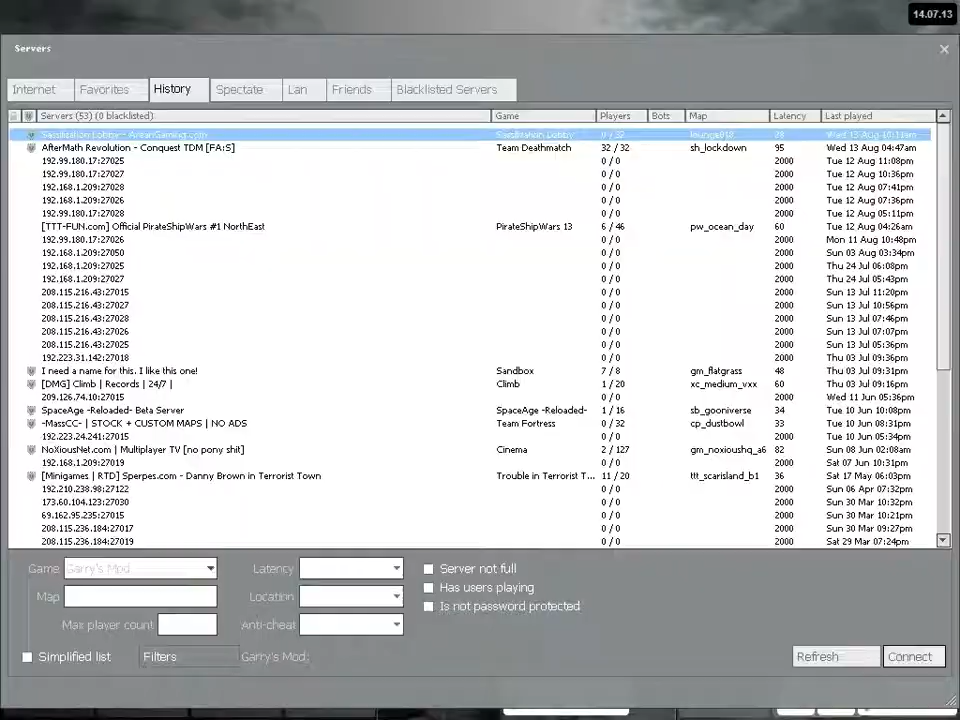 14.07.13
Servers
Internet Favorites History Spectate Lan Friends Blacklisted Servers
Servers (53) (0 blacklisted) Game Players Bots Map Latency Last played
Sassilization Lobby - 0 / 32 28 Wed 13 Aug
AfterMath Revolution - Conquest TDM [FA:S] Team Deathmatch 32 / 32 sh_lockdown 95 Wed 13 Aug 04:47am
192.99.180.17:27025 0 / 0 2000 Tue 12 Aug 11:08pm
192.99.180.17:27027 0 / 0 2000 Tue 12 Aug 10:36pm
192.168.1.209:27028 0 / 0 2000 Tue 12 Aug 07:41pm
192.168.1.209:27026 0 / 0 2000 Tue 12 Aug 07:36pm
192.99.180.17:27028 0 / 0 2000 Tue 12 Aug 05:11pm
[TTT-FUN.com] Official PirateShipWars #1 NorthEast PirateShipWars 13 6 / 46 pw_ocean_day 60 Tue 12 Aug 04:26am
192.99.180.17:27026 0 / 0 2000 Mon 11 Aug 10:48pm
192.168.1.209:27050 0 / 0 2000 Sun 03 Aug 03:34pm
192.168.1.209:27025 0 / 0 2000 Thu 24 Jul 06:08pm
192.168.1.209:27027 0 / 0 2000 Thu 24 Jul 05:43pm
208.115.216.43:27015 0 / 0 2000 Sun 13 Jul 11:20pm
208.115.216.43:27027 0 / 0 2000 Sun 13 Jul 10:56pm
208.115.216.43:27028 0 / 0 2000 Sun 13 Jul 07:46pm
208.115.216.43:27026 0 / 0 2000 Sun 13 Jul 07:07pm
208.115.216.43:27025 0 / 0 2000 Sun 13 Jul 05:36pm
192.223.31.142:27018 0 / 0 2000 Thu 03 Jul 09:36pm
I need a name for this. I like this one! Sandbox 7 / 8 gm_flatgrass 48 Thu 03 Jul 09:31pm
[DMG] Climb | Records | 24/7 | Climb 1 / 20 xc_medium_vxx 60 Thu 03 Jul 09:16pm
209.126.74.10:27015 0 / 0 2000 Wed 11 Jun 05:36pm
SpaceAge -Reloaded- Beta Server SpaceAge -Reloaded- 1 / 16 sb_gooniverse 34 Tue 10 Jun 10:08pm
-MassCC- | STOCK + CUSTOM MAPS | NO ADS Team Fortress 0 / 32 cp_dustbowl 33 Tue 10 Jun 08:31pm
192.223.24.241:27015 0 / 0 2000 Tue 10 Jun 05:34pm
NoXiousNet.com | Multiplayer TV [no pony shit] Cinema 2 / 127 gm_noxioushq_a6 82 Sun 08 Jun 02:08am
192.168.1.209:27019 0 / 0 2000 Sat 07 Jun 10:31pm
[Minigames | RTD] Sperpes.com - Danny Brown in Terrorist Town Trouble in Terrorist T... 11 / 20 ttt_scarisland_b1 36 Sat 17 May 06:03pm
192.210.238.98:27122 0 / 0 2000 Sun 06 Apr 07:32pm
173.60.104.123:27030 0 / 0 2000 Sun 30 Mar 10:32pm
69.162.95.235:27015 0 / 0 2000 Sun 30 Mar 10:21pm
208.115.236.184:27017 0 / 0 2000 Sun 30 Mar 09:27pm
208.115.236.184:27019 0 / 0 2000 Sat 29 Mar 07:24pm
Game Garry's Mod Latency Server not full
Map Location Has users playing
Max player count Anti-cheat Is not password protected
Simplified list Filters Garry's Mod; Refresh Connect